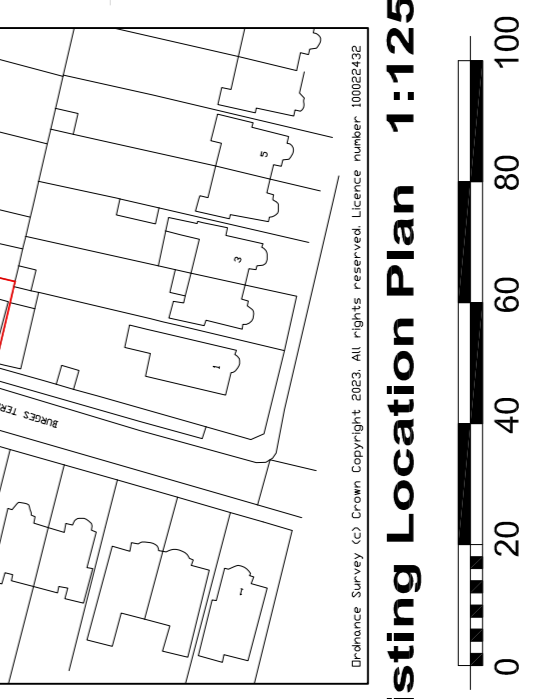 5
3
1
BURGES TER
1
Ordnance Survey (c) Crown Copyright 2023. All rights reserved. Licence number 100022432
isting Location Plan 1:125
0 20 40 60 80 100